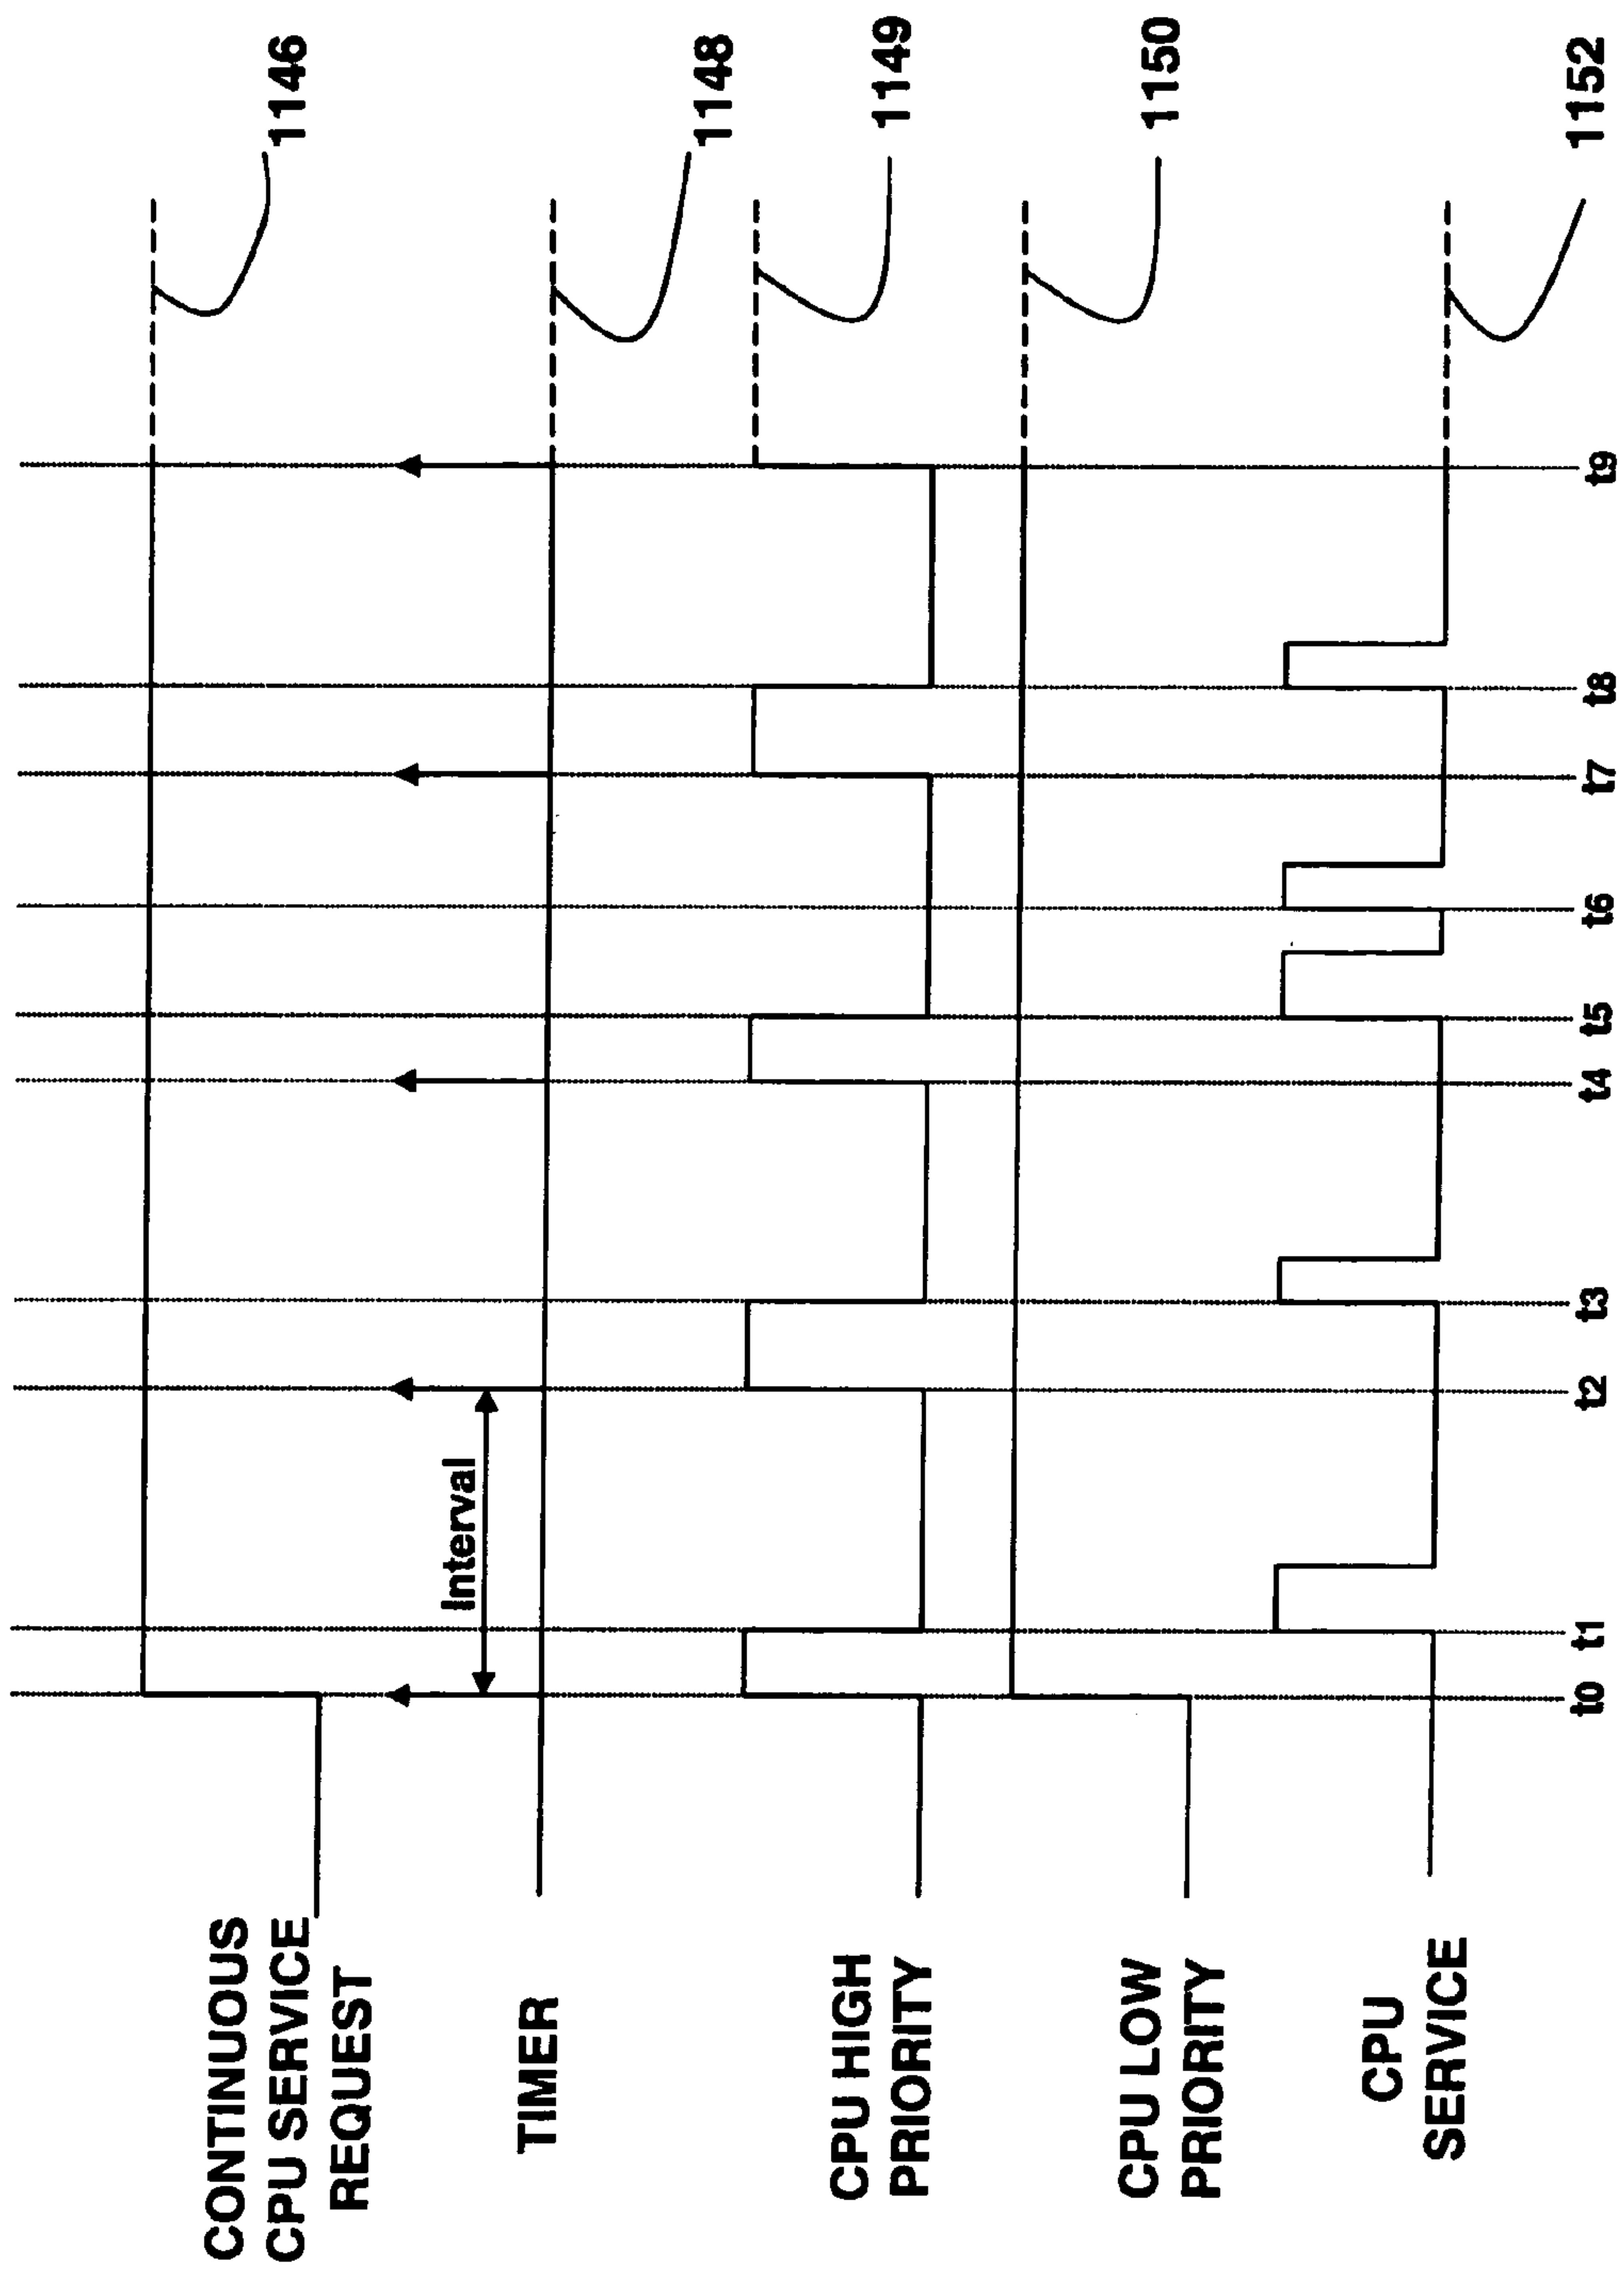 CONTINUOUS
CPU SERVICE
REQUEST
1146
Interval
TIMER
1148
CPU HIGH
PRIORITY
1149
CPU LOW
PRIORITY
1150
CPU
SERVICE
1152
t0 t1 t2 t3 t4 t5 t6 t7 t8 t9